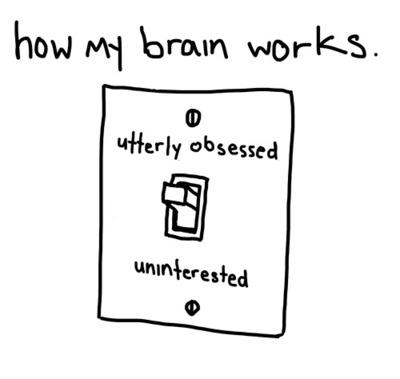 how my brain works.
utterly obsessed
uninterested